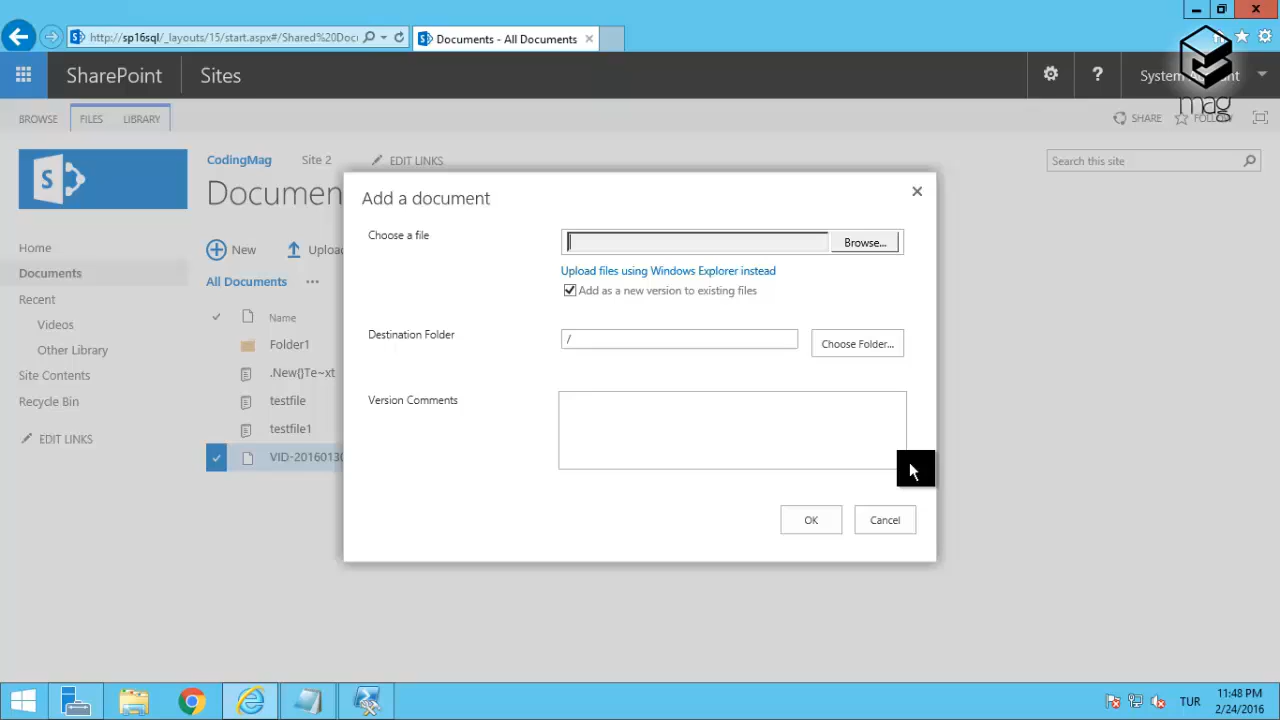 http://sp16sql/_layouts/15/start.aspx#/Shared%20Doc
Documents - All Documents
SharePoint
Sites
?
System Account
mag
BROWSE
FILES
LIBRARY
SHARE
FOLLOW
S
CodingMag
Site 2
EDIT LINKS
Search this site
Documen
Add a document
Home
Documents
Recent
Videos
Other Library
Site Contents
Recycle Bin
EDIT LINKS
New
Upload
All Documents
...
Name
Folder1
.New{}Te~xt
testfile
testfile1
VID-20160130
Choose a file
Browse...
Upload files using Windows Explorer instead
Add as a new version to existing files
Destination Folder
/
Choose Folder...
Version Comments
OK
Cancel
TUR
11:48 PM
2/24/2016